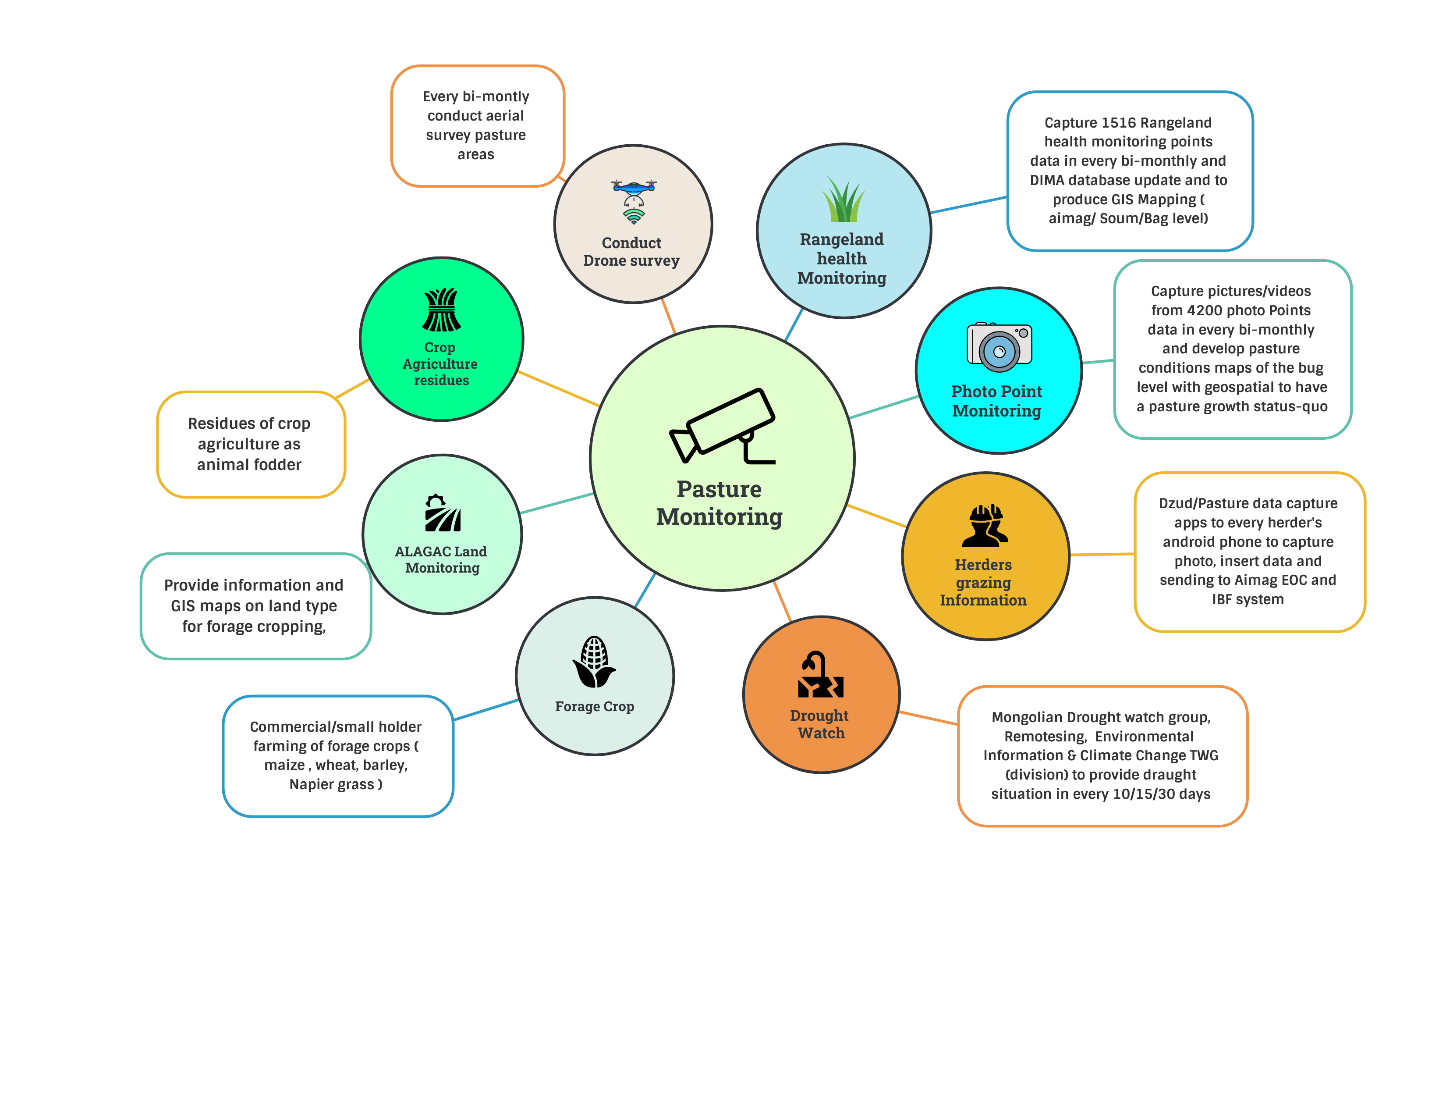 Every bi-montly
conduct aerial
survey pasture
areas
Conduct
Drone survey
Rangeland
health
Monitoring
Capture 1516 Rangeland
health monitoring points
data in every bi-monthly and
DIMA database update and to
produce GIS Mapping (
aimag/ Soum/Bag level)
Crop
Agriculture
residues
Residues of crop
agriculture as
animal fodder
Photo Point
Monitoring
Capture pictures/videos
from 4200 photo Points
data in every bi-monthly
and develop pasture
conditions maps of the bug
level with geospatial to have
a pasture growth status-quo
Pasture
Monitoring
ALAGAC Land
Monitoring
Provide information and
GIS maps on land type
for forage cropping,
Herders
grazing
Information
Dzud/Pasture data capture
apps to every herder's
android phone to capture
photo, insert data and
sending to Aimag EOC and
IBF system
Forage Crop
Commercial/small holder
farming of forage crops (
maize , wheat, barley,
Napier grass )
Drought
Watch
Mongolian Drought watch group,
Remotesing,  Environmental
Information & Climate Change TWG
(division) to provide draught
situation in every 10/15/30 days